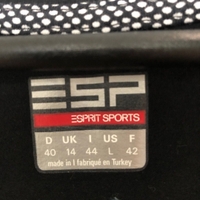 ESP
ESPRIT SPORTS
D UK I US F
40 14 44 L 42
made in I fabriqué en Turkey